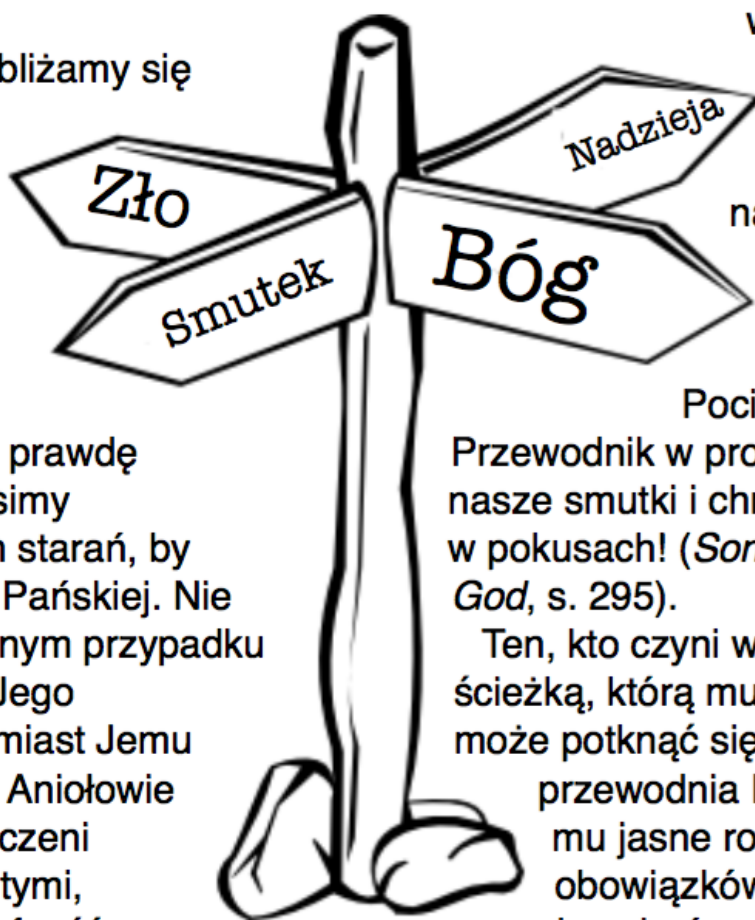 bliżamy się
Zło
Smutek
Nadzieja
Bóg
prawdę
simy
starań, by
Pańskiej. Nie
nym przypadku
Jego
miast Jemu
Aniołowie
czeni
tymi,
na
Poci
Przewodnik w pro
nasze smutki i chr
w pokusach! (Son
God, s. 295).
Ten, kto czyni w
ścieżką, którą mu
może potknąć się
przewodnia
mu jasne ro
obowiązków